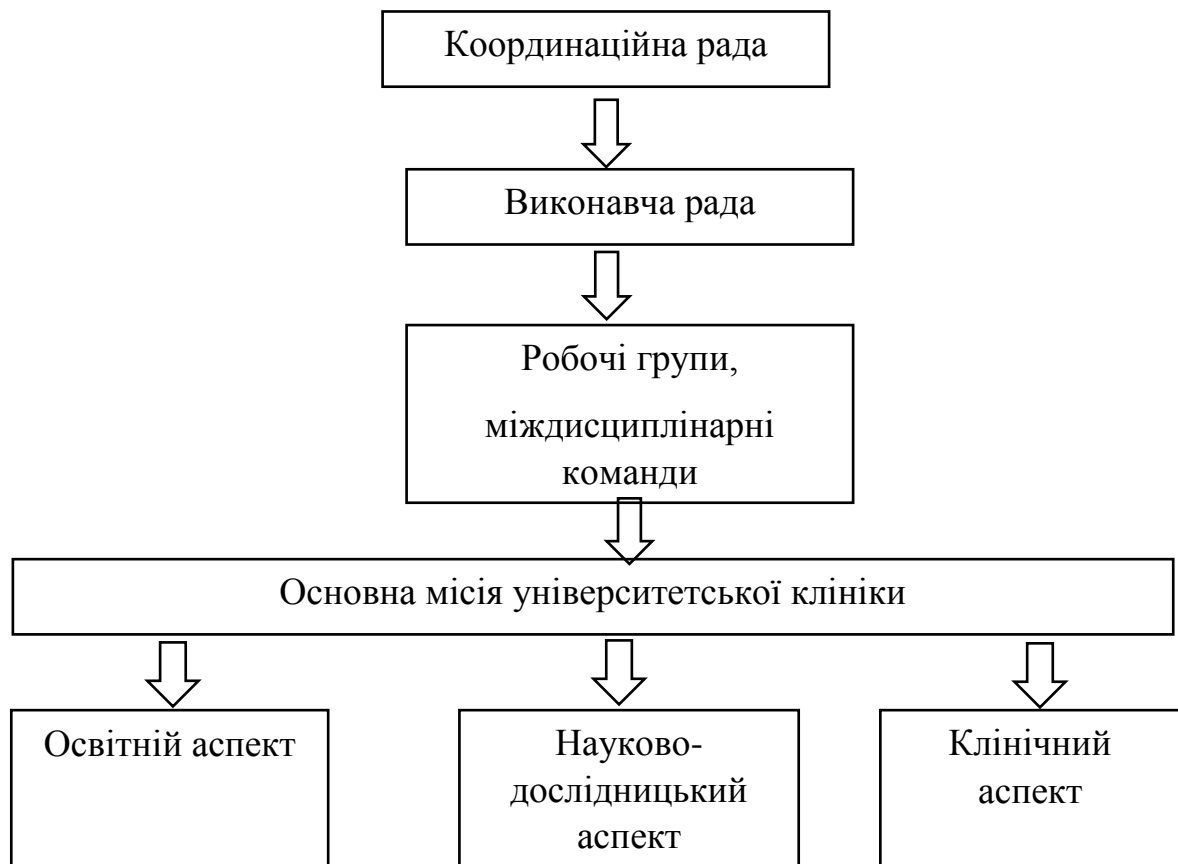 Координаційна рада
Виконавча рада
Робочі групи,
міждисциплінарні
команди
Основна місія університетської клініки
Освітній аспект
Науково-
дослідницький
аспект
Клінічний
аспект